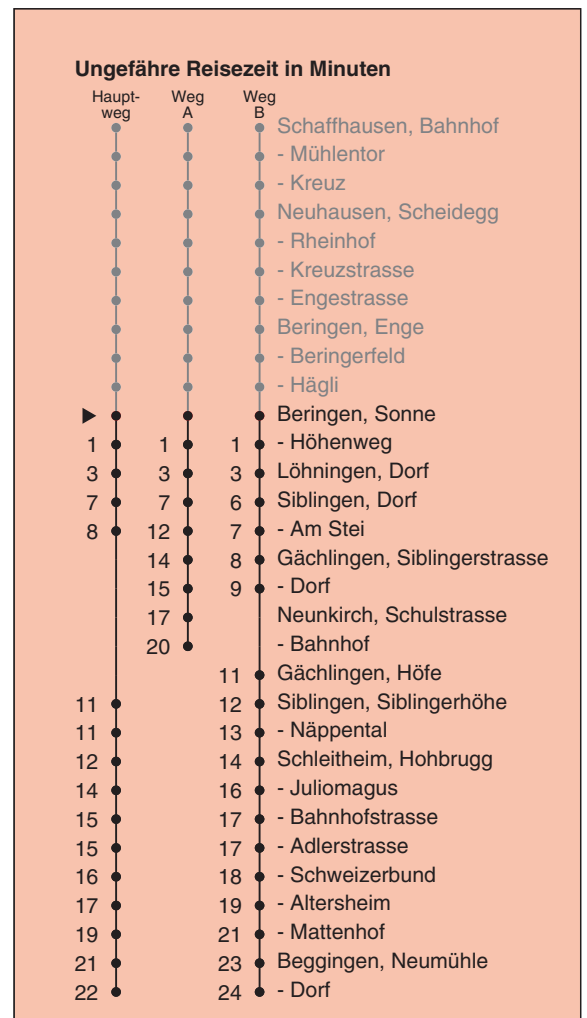 Ungefähre Reisezeit in Minuten
Haupt- Weg Weg
weg A B
Schaffhausen, Bahnhof
- Mühlentor
- Kreuz
Neuhausen, Scheidegg
- Rheinhof
- Kreuzstrasse
- Engestrasse
Beringen, Enge
- Beringerfeld
- Hägli
Beringen, Sonne
1 1 1 - Höhenweg
3 3 3 Löhningen, Dorf
7 7 6 Siblingen, Dorf
8 12 7 - Am Stei
14 8 Gächlingen, Siblingerstrasse
15 9 - Dorf
17 Neunkirch, Schulstrasse
20 - Bahnhof
11 Gächlingen, Höfe
11 12 Siblingen, Siblingerhöhe
11 13 - Näppental
12 14 Schleitheim, Hohbrugg
14 16 - Juliomagus
15 17 - Bahnhofstrasse
15 17 - Adlerstrasse
16 18 - Schweizerbund
17 19 - Altersheim
19 21 - Mattenhof
21 23 Beggingen, Neumühle
22 24 - Dorf